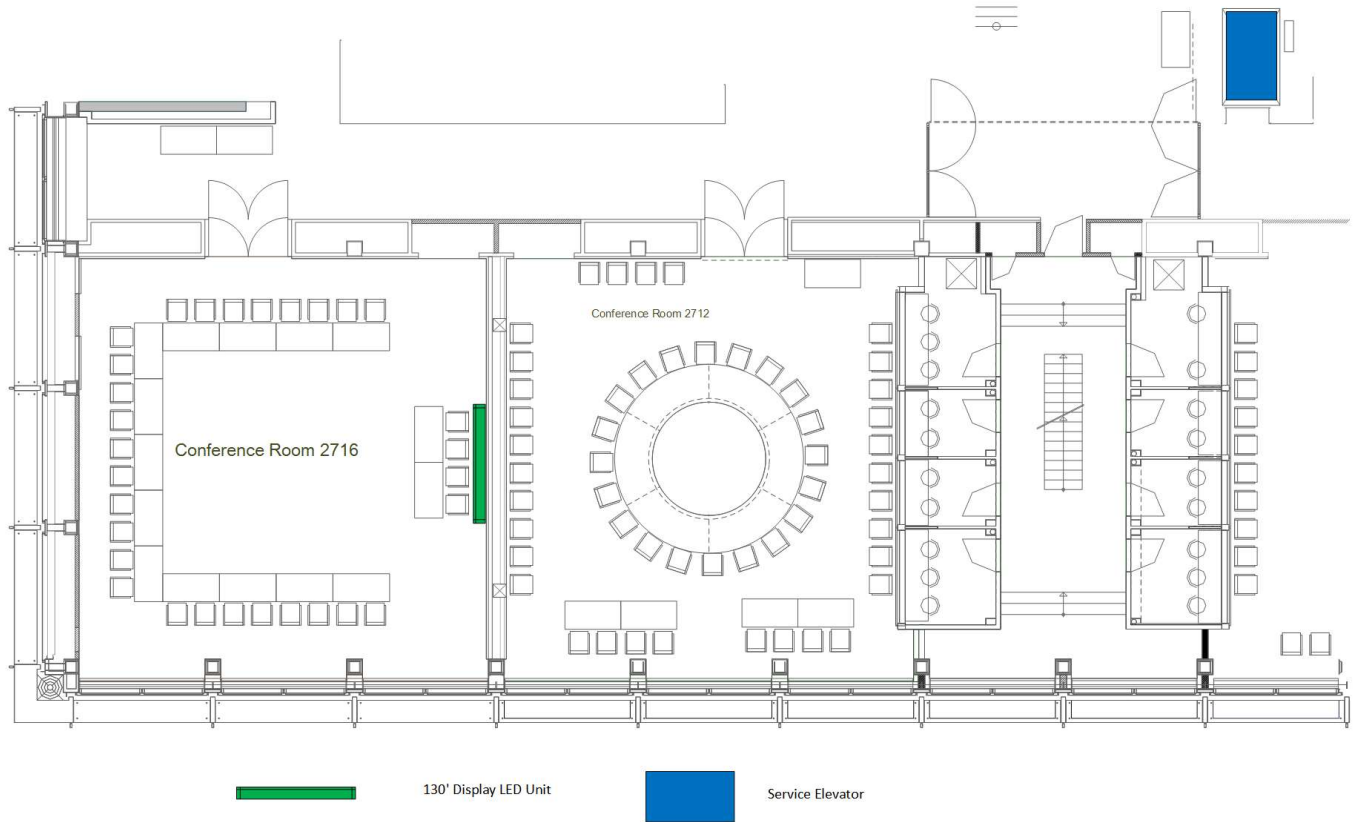 Conference Room 2712
Conference Room 2716
130' Display LED Unit
Service Elevator